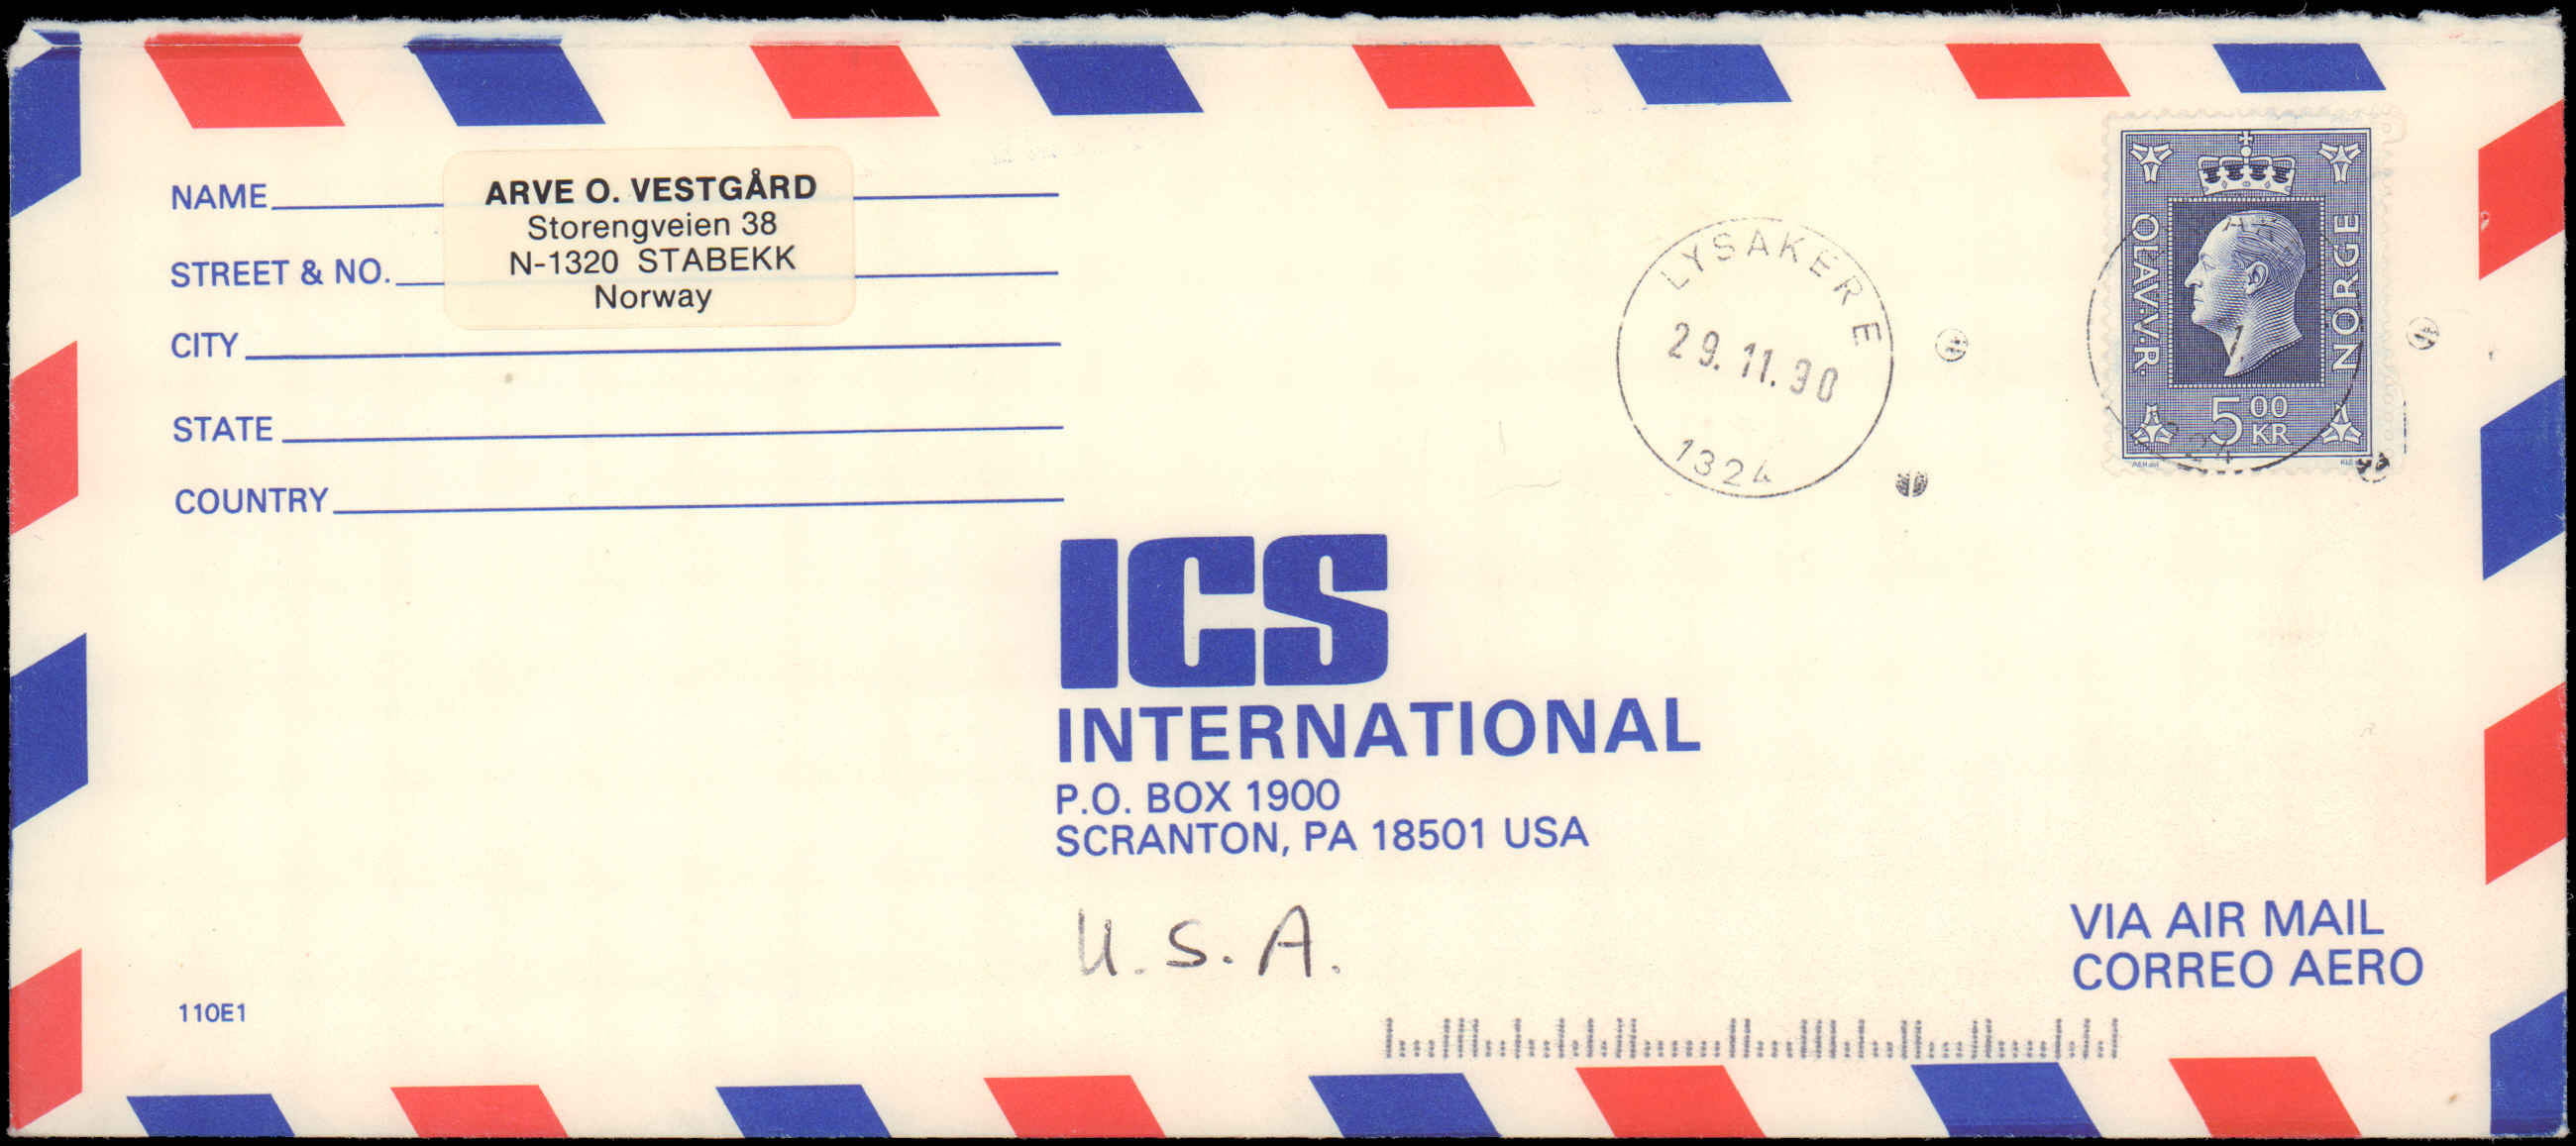 NAME
ARVE O. VESTGÅRD
Storengveien 38
STREET & NO.
N-1320 STABEKK
Norway
CITY
STATE
COUNTRY
LYSAKER E
29.11.90
1324
OLAV.V.R.
NORGE
5 00 KR
ICS
INTERNATIONAL
P.O. BOX 1900
SCRANTON, PA 18501 USA
U.S.A.
VIA AIR MAIL
CORREO AERO
110E1